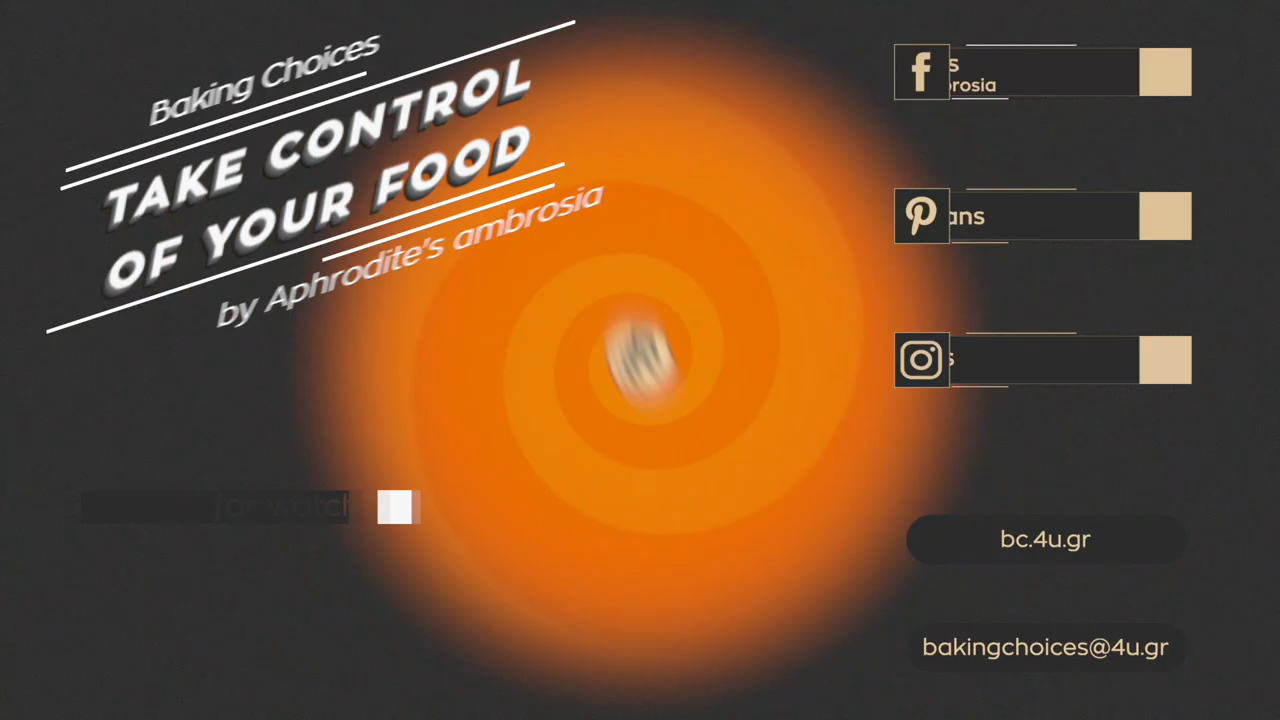 Baking Choices
TAKE CONTROL
OF YOUR FOOD
by Aphrodite's ambrosia
bc.4u.gr
bakingchoices@4u.gr